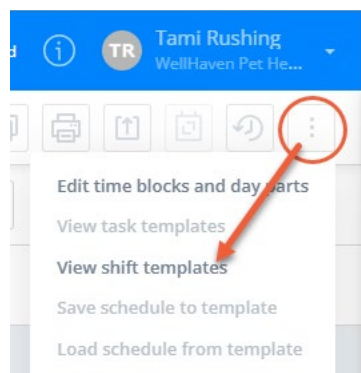 d
TR
Tami Rushing
WellHaven Pet He...
Edit time blocks and day parts
View task templates
View shift templates
Save schedule to template
Load schedule from template